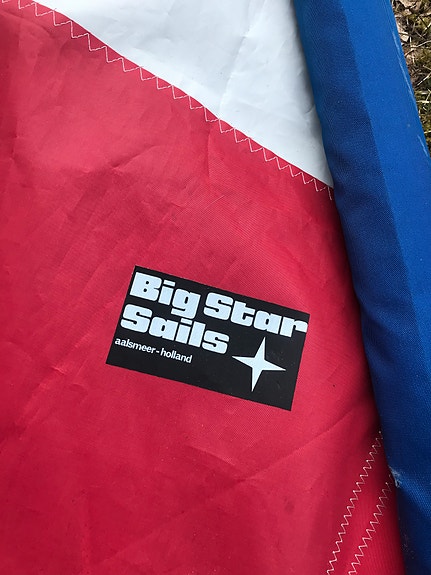 Big Star
Sails
aalsmeer-holland